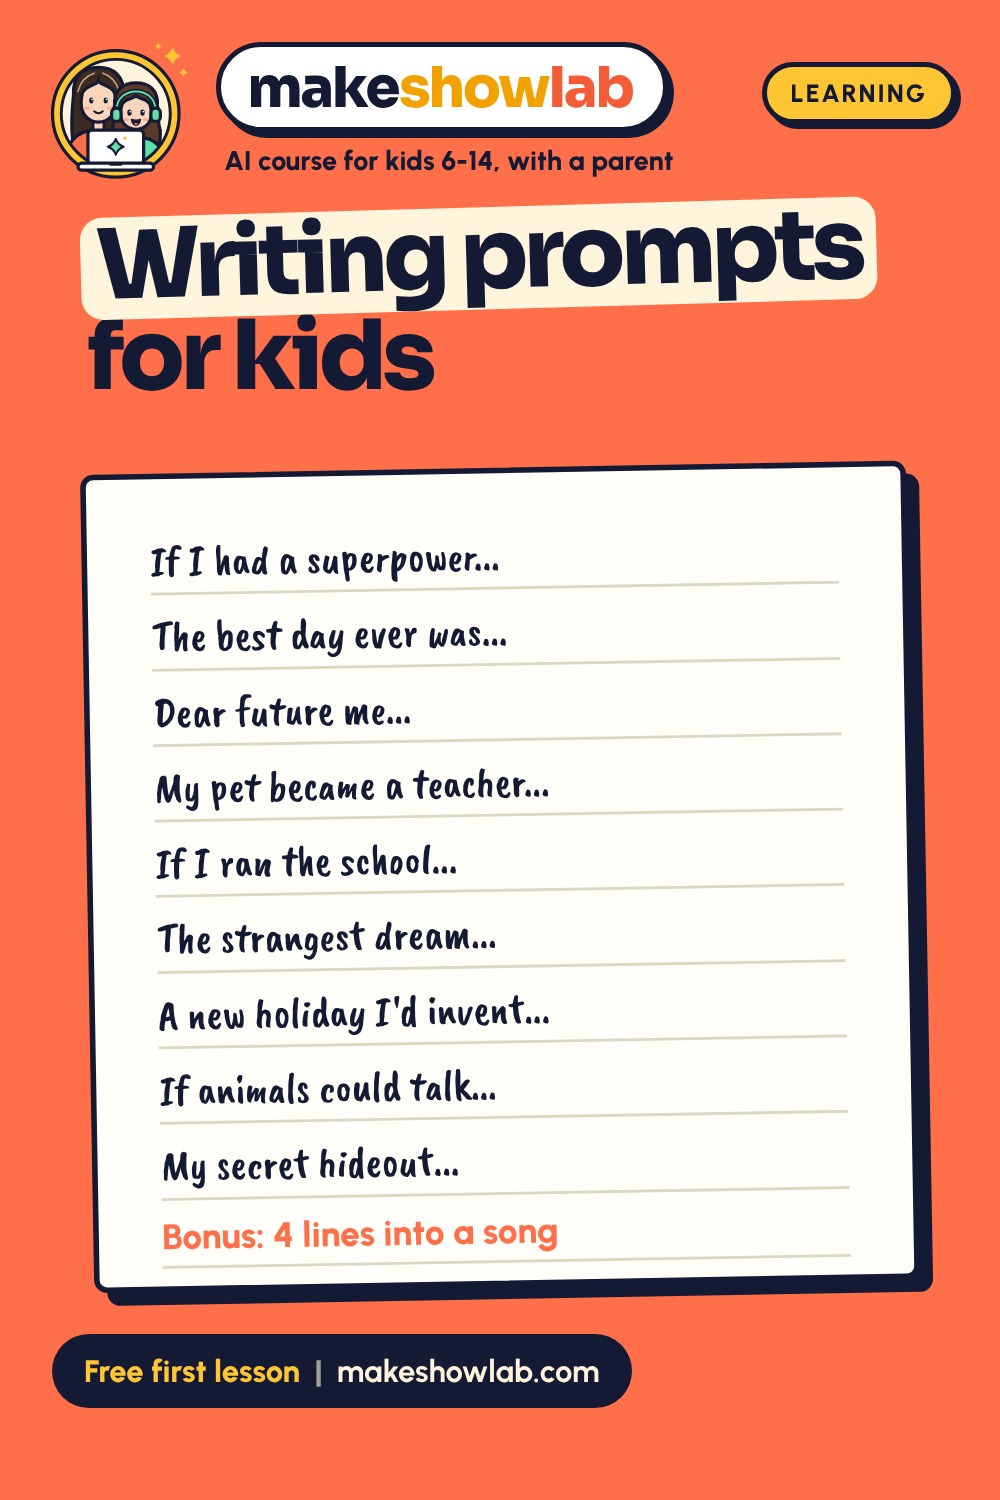 makeshowlab
LEARNING
AI course for kids 6-14, with a parent
Writing prompts
for kids
If I had a superpower...
The best day ever was...
Dear future me...
My pet became a teacher...
If I ran the school...
The strangest dream...
A new holiday I'd invent...
If animals could talk...
My secret hideout...
Bonus: 4 lines into a song
Free first lesson | makeshowlab.com